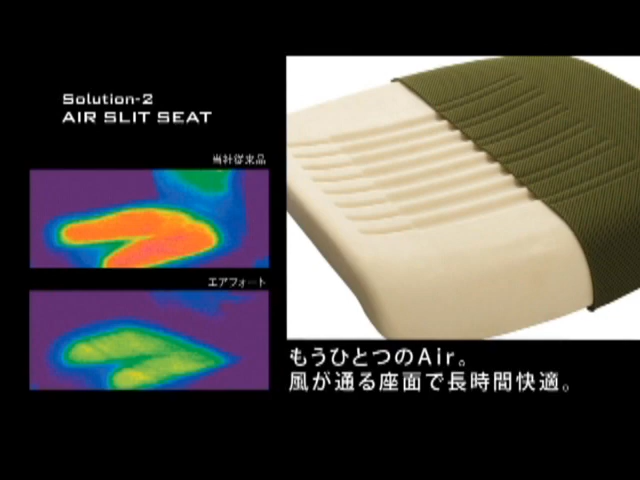 Solution-2
AIR SLIT SEAT
当社従来品
エアフォート
もうひとつのAir。
風が通る座面で長時間快適。